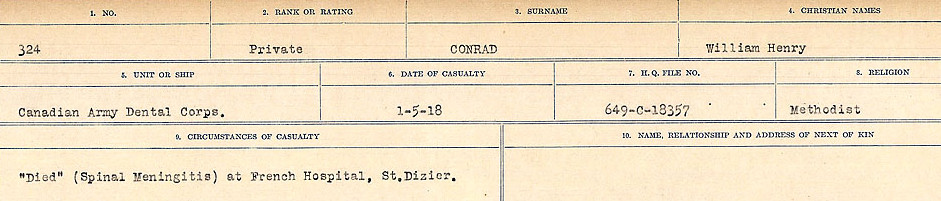 1. NO. 2. RANK OR RATING 3. SURNAME 4. CHRISTIAN NAMES
324 Private CONRAD William Henry
5. UNIT OR SHIP 6. DATE OF CASUALTY 7. H. Q. FILE NO. 8. RELIGION
Canadian Army Dental Corps. 1-5-18 649-C-18357 Methodist
9. CIRCUMSTANCES OF CASUALTY 10. NAME, RELATIONSHIP AND ADDRESS OF NEXT OF KIN
"Died" (Spinal Meningitis) at French Hospital, St.Dizier.